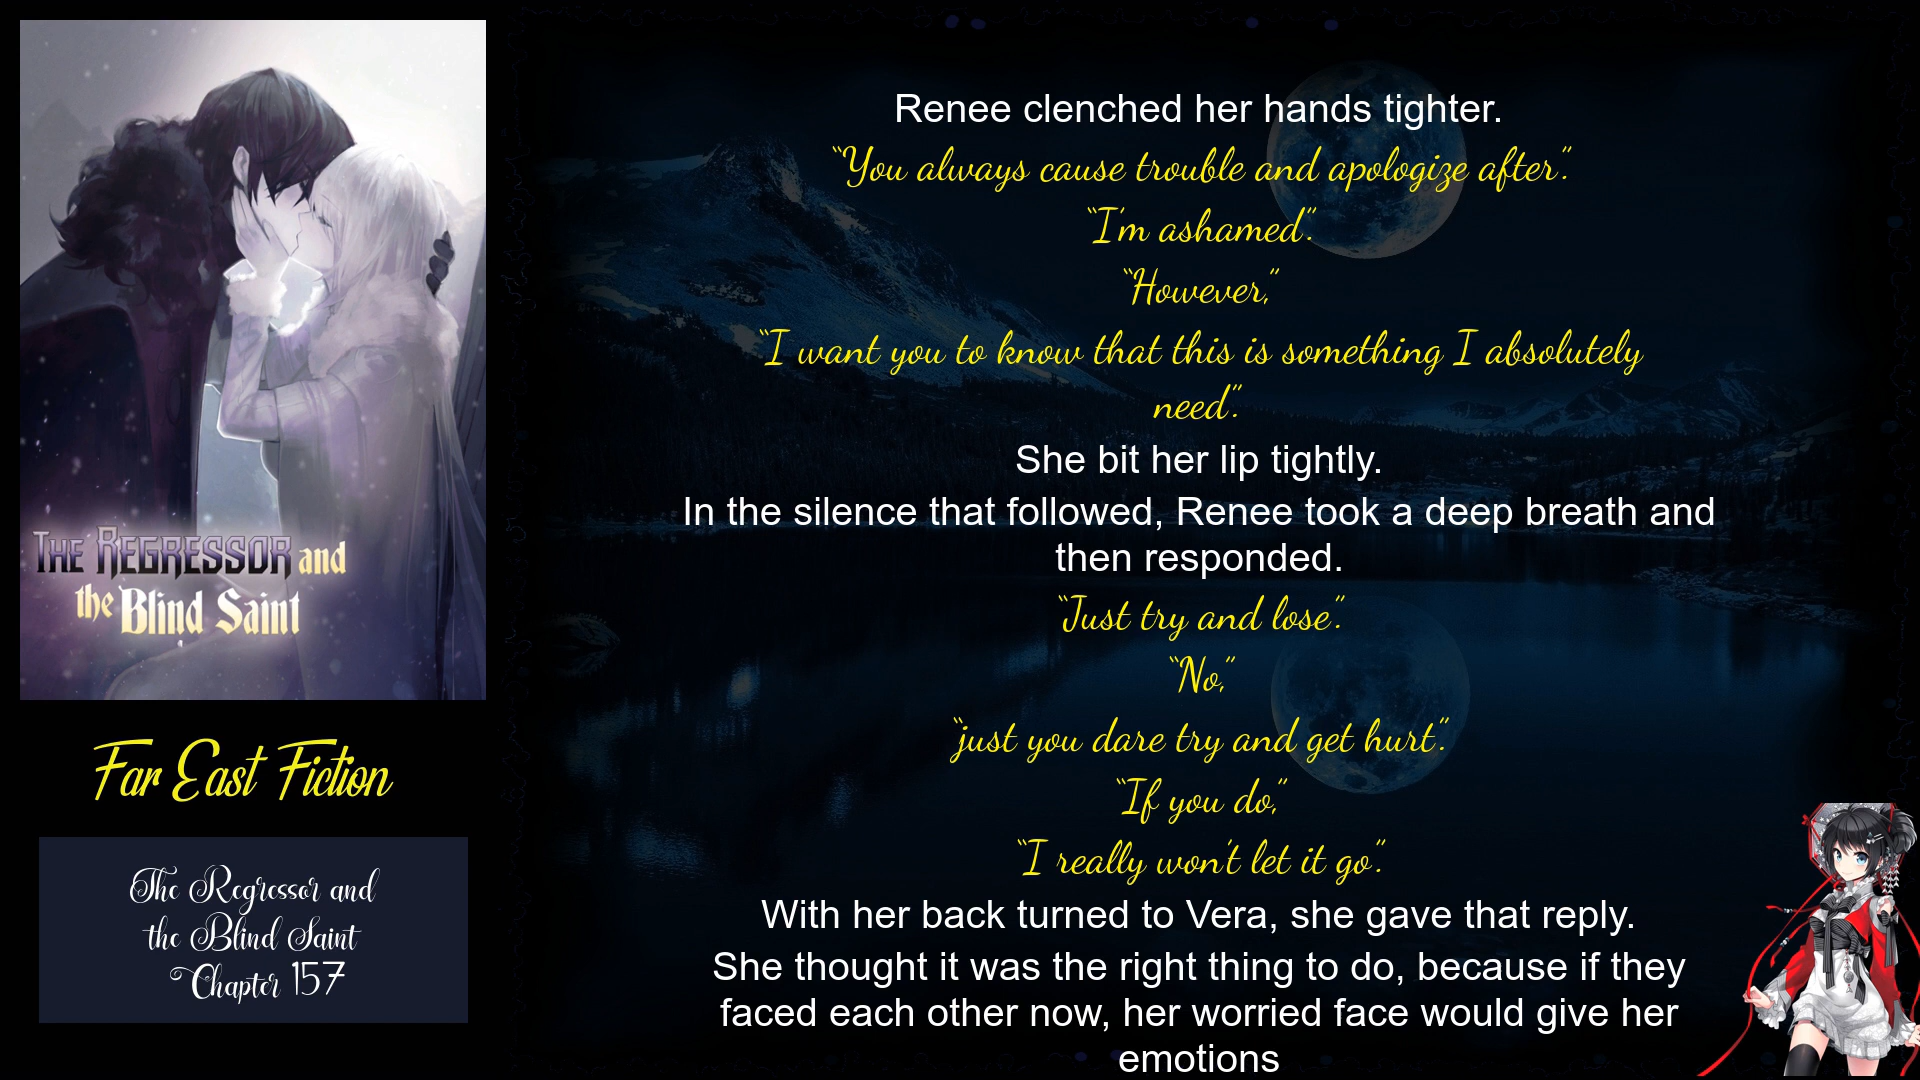 THE REGRESSOR and
the Blind Saint
Far East Fiction
The Regressor and
the Blind Saint
Chapter 157
Renee clenched her hands tighter.
“You always cause trouble and apologize after”.
“I’m ashamed”.
“However,”
“I want you to know that this is something I absolutely
need”.
She bit her lip tightly.
In the silence that followed, Renee took a deep breath and
then responded.
“Just try and lose”.
“No,”
“just you dare try and get hurt”.
“If you do,”
“I really won’t let it go”.
With her back turned to Vera, she gave that reply.
She thought it was the right thing to do, because if they
faced each other now, her worried face would give her
emotions